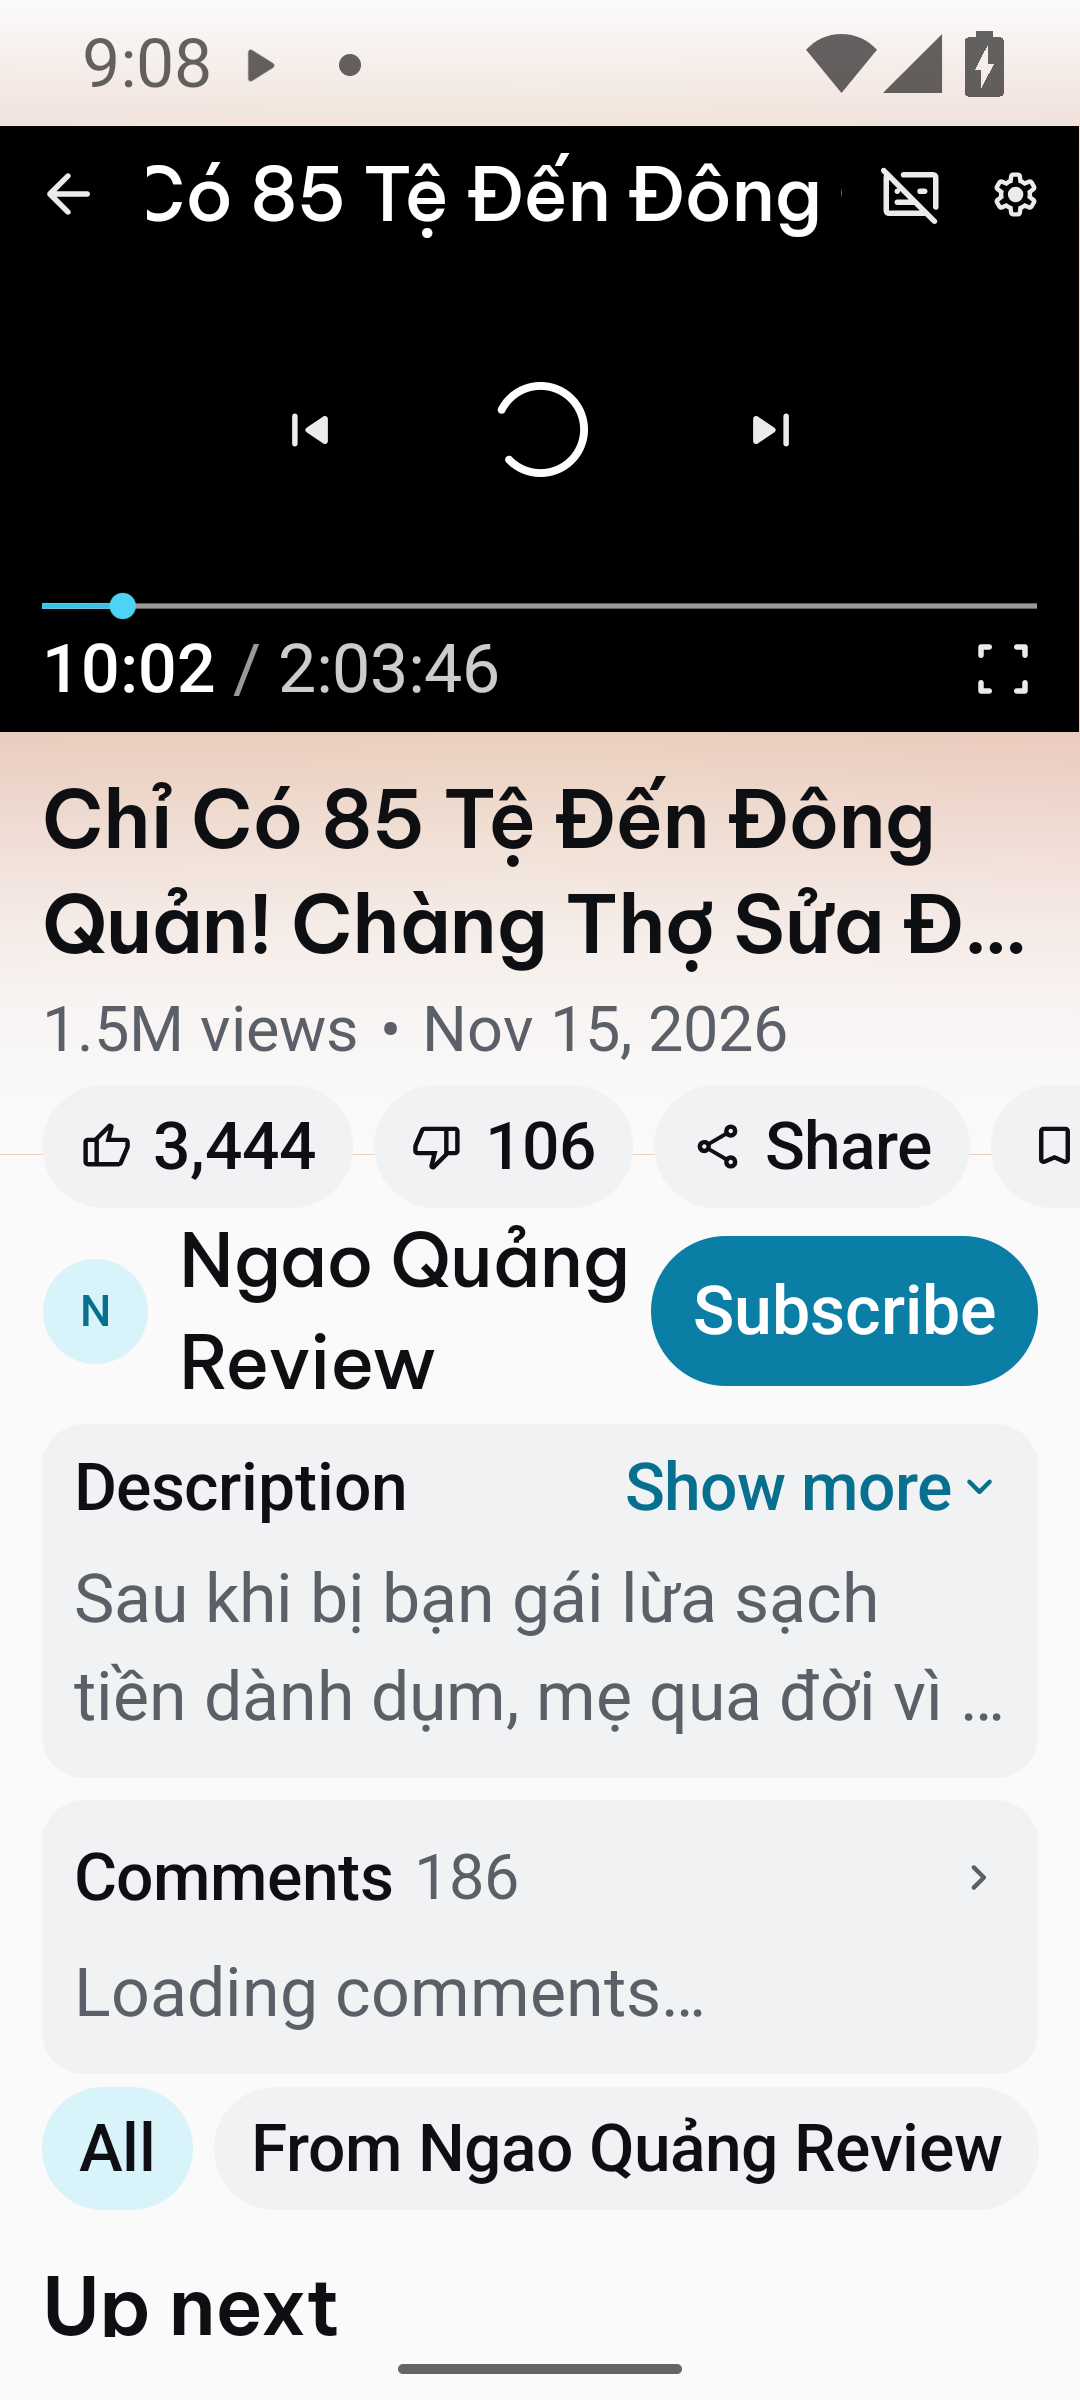 9:08
Có 85 Tệ Đến Đông
10:02 / 2:03:46
Chỉ Có 85 Tệ Đến Đông
Quản! Chàng Thợ Sửa Đ...
1.5M views • Nov 15, 2026
3,444
106
Share
N
Ngao Quảng
Review
Subscribe
Description
Show more
Sau khi bị bạn gái lừa sạch
tiền dành dụm, mẹ qua đời vì ...
Comments 186
Loading comments...
All
From Ngao Quảng Review
Up next